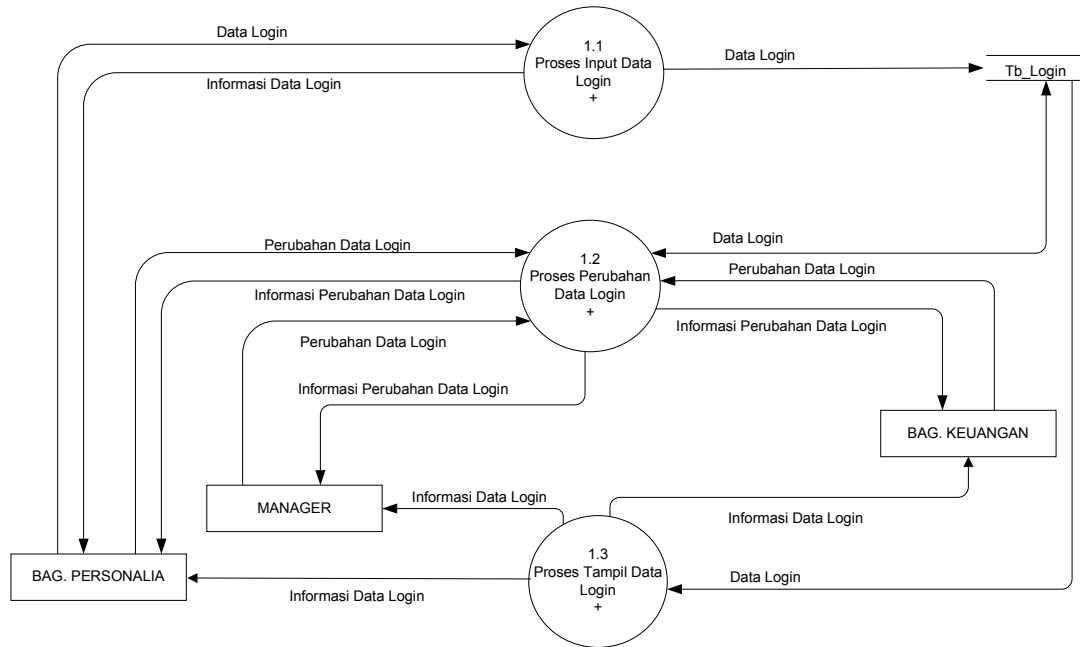 Data Login
1.1
Proses Input Data
Login
+
Data Login
Informasi Data Login
Tb_Login
Perubahan Data Login
Data Login
1.2
Proses Perubahan
Data Login
+
Perubahan Data Login
Informasi Perubahan Data Login
Informasi Perubahan Data Login
Perubahan Data Login
Informasi Perubahan Data Login
BAG. KEUANGAN
MANAGER
Informasi Data Login
Informasi Data Login
1.3
Proses Tampil Data
Login
+
BAG. PERSONALIA
Data Login
Informasi Data Login